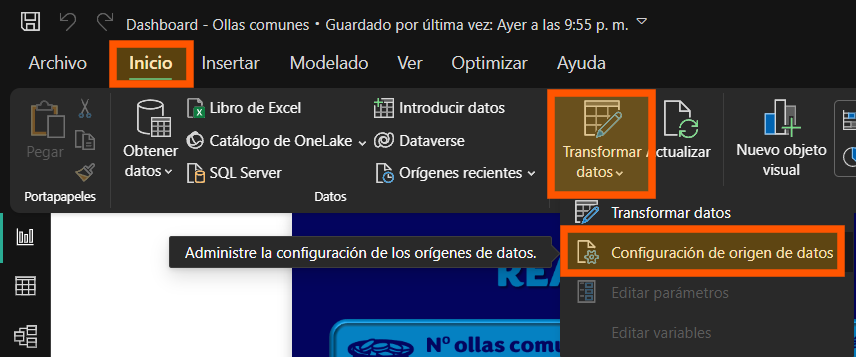 Dashboard - Ollas comunes • Guardado por última vez: Ayer a las 9:55 p. m.
Archivo Inicio Insertar Modelado Ver Optimizar Ayuda
Pegar
Portapapeles
Obtener
datos
Libro de Excel
Catálogo de OneLake
SQL Server
Introducir datos
Dataverse
Orígenes recientes
Datos
Transformar
datos
Actualizar
Nuevo objeto
visual
Transformar datos
Configuración de origen de datos
Editar parámetros
Editar variables
Administre la configuración de los orígenes de datos.
Nº ollas comu